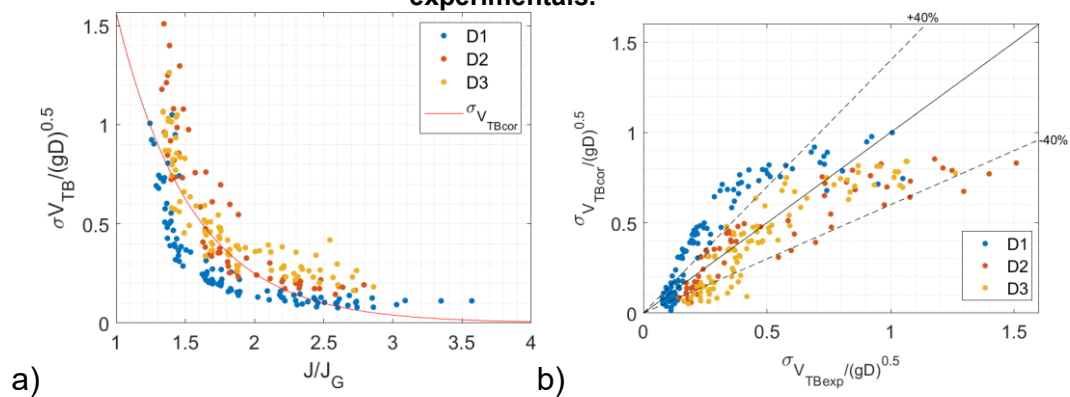 experimentals.
1.5
1
0.5
0
σV_TB/(gD)^0.5
1 1.5 2 2.5 3 3.5 4
J/J_G
D1
D2
D3
σ_V_TBcor
a)
1.5
1
0.5
0
σ_V_TBcor/(gD)^0.5
0 0.5 1 1.5
σ_V_TBexp/(gD)^0.5
+40%
-40%
D1
D2
D3
b)